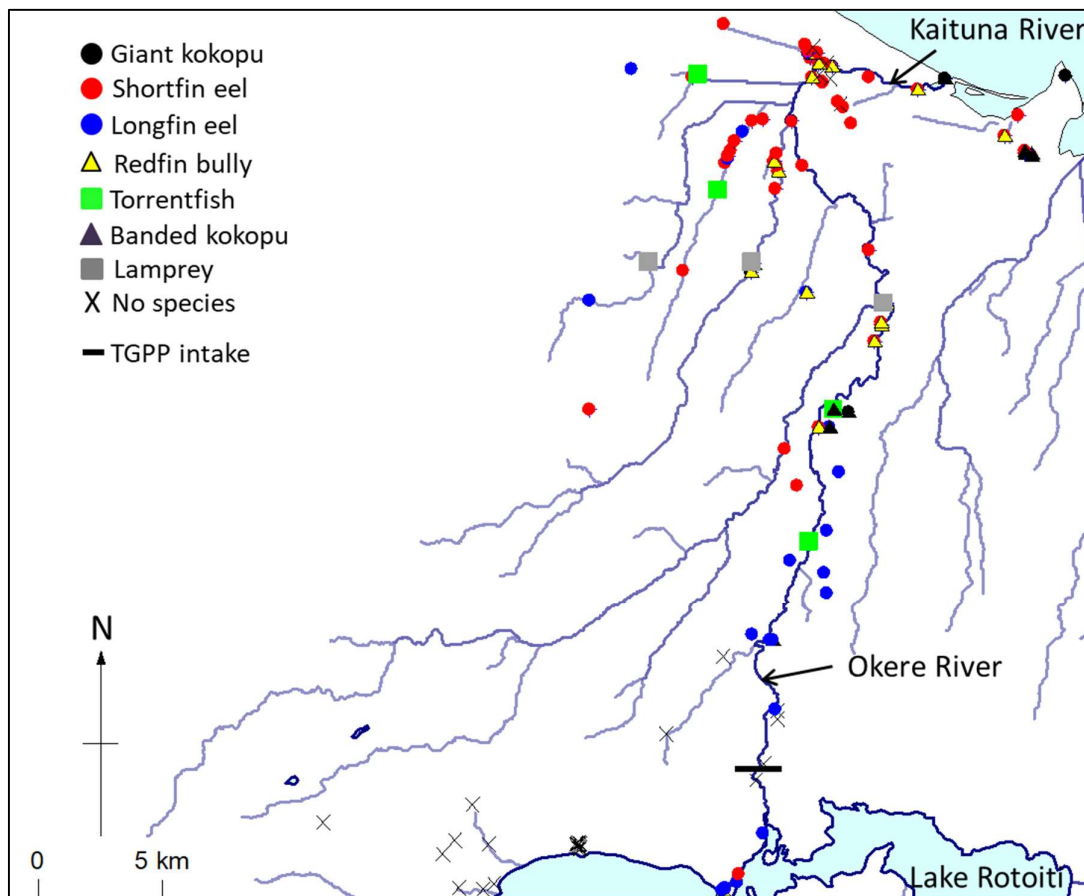 Kaituna River
Giant kokopu
Shortfin eel
Longfin eel
Redfin bully
Torrentfish
Banded kokopu
Lamprey
X No species
TGPP intake
N
Okere River
0 5 km
Lake Rotoiti